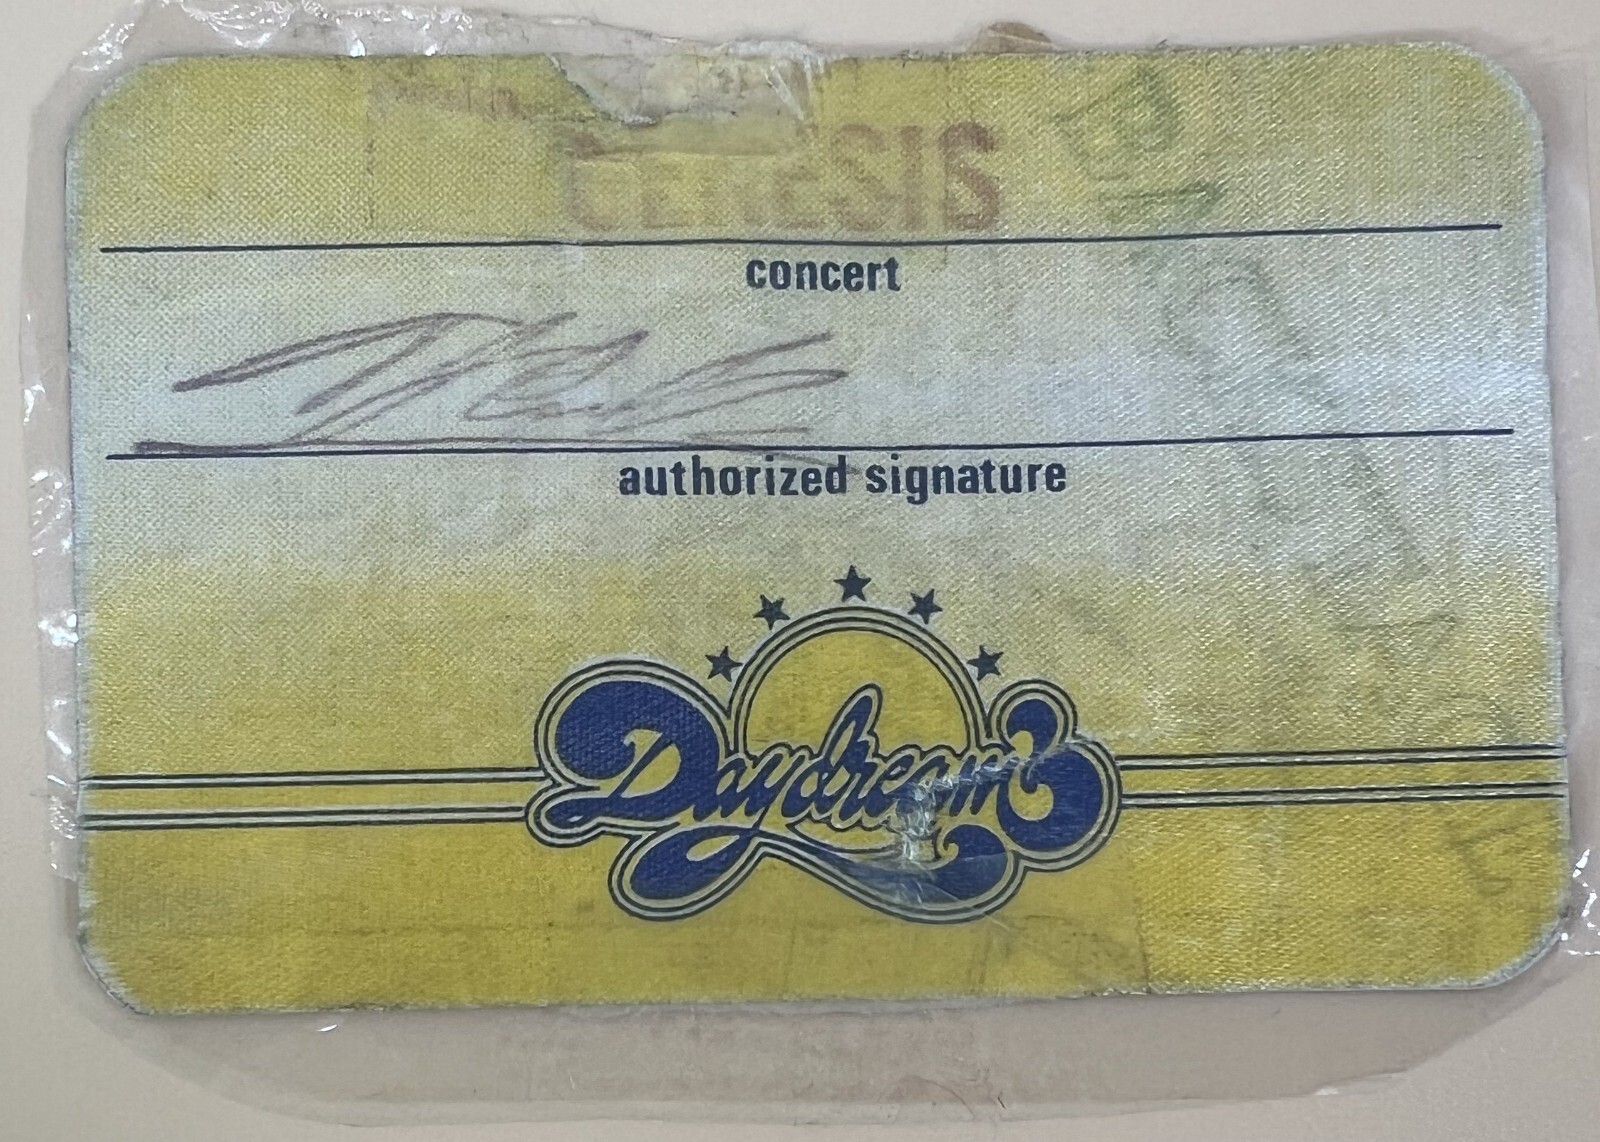 GENESIS
concert
authorized signature
Daydream